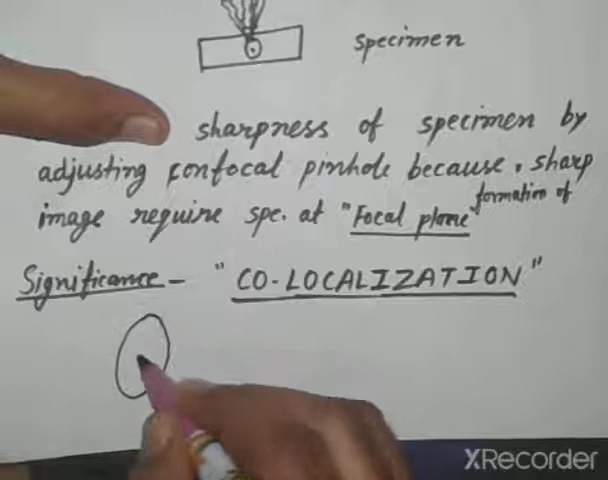 specimen
sharpness of specimen by
adjusting confocal pinhole because, sharp
formation of
image require spe. at "Focal plane"
Significance - "CO-LOCALIZATION"
XRecorder